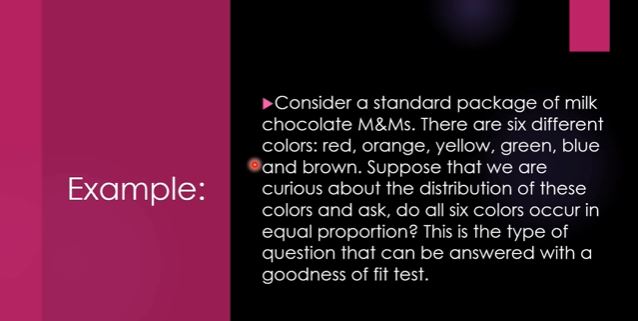 Example:
Consider a standard package of milk
chocolate M&Ms. There are six different
colors: red, orange, yellow, green, blue
and brown. Suppose that we are
curious about the distribution of these
colors and ask, do all six colors occur in
equal proportion? This is the type of
question that can be answered with a
goodness of fit test.